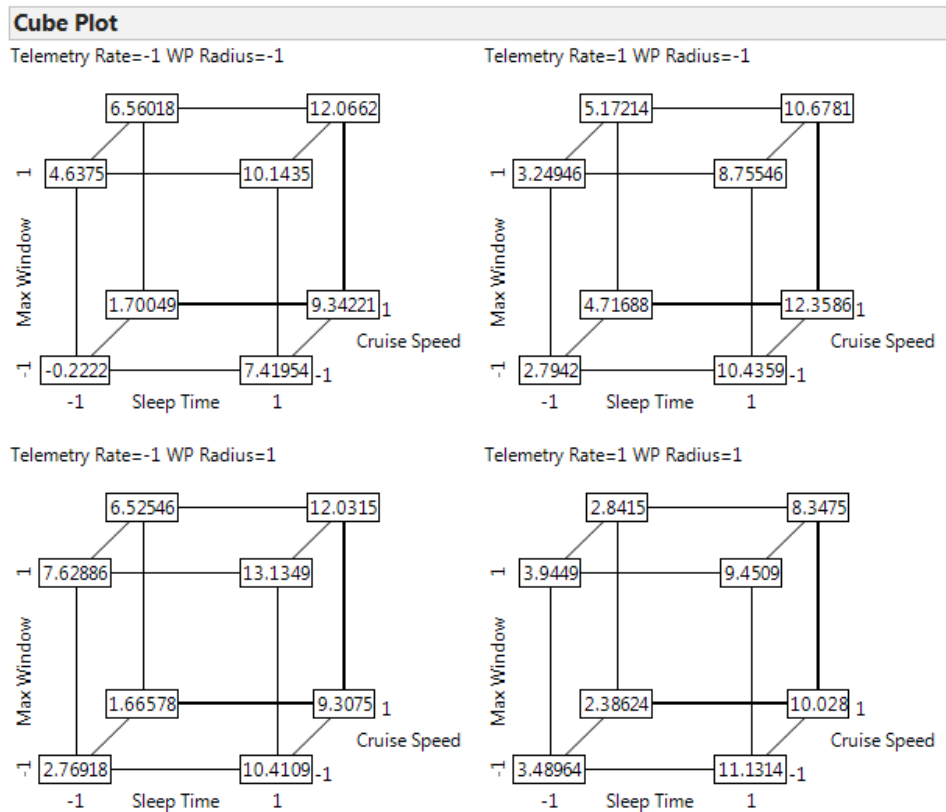 Cube Plot
Telemetry Rate=-1 WP Radius=-1
6.56018 12.0662
1 4.6375 10.1435
Max Window
1.70049 9.34221 1
Cruise Speed
-1 -0.2222 7.41954 -1
-1 Sleep Time 1
Telemetry Rate=1 WP Radius=-1
5.17214 10.6781
1 3.24946 8.75546
Max Window
4.71688 12.3586 1
Cruise Speed
-1 2.7942 10.4359 -1
-1 Sleep Time 1
Telemetry Rate=-1 WP Radius=1
6.52546 12.0315
1 7.62886 13.1349
Max Window
1.66578 9.3075 1
Cruise Speed
-1 2.76918 10.4109 -1
-1 Sleep Time 1
Telemetry Rate=1 WP Radius=1
2.8415 8.3475
1 3.9449 9.4509
Max Window
2.38624 10.028 1
Cruise Speed
-1 3.48964 11.1314 -1
-1 Sleep Time 1